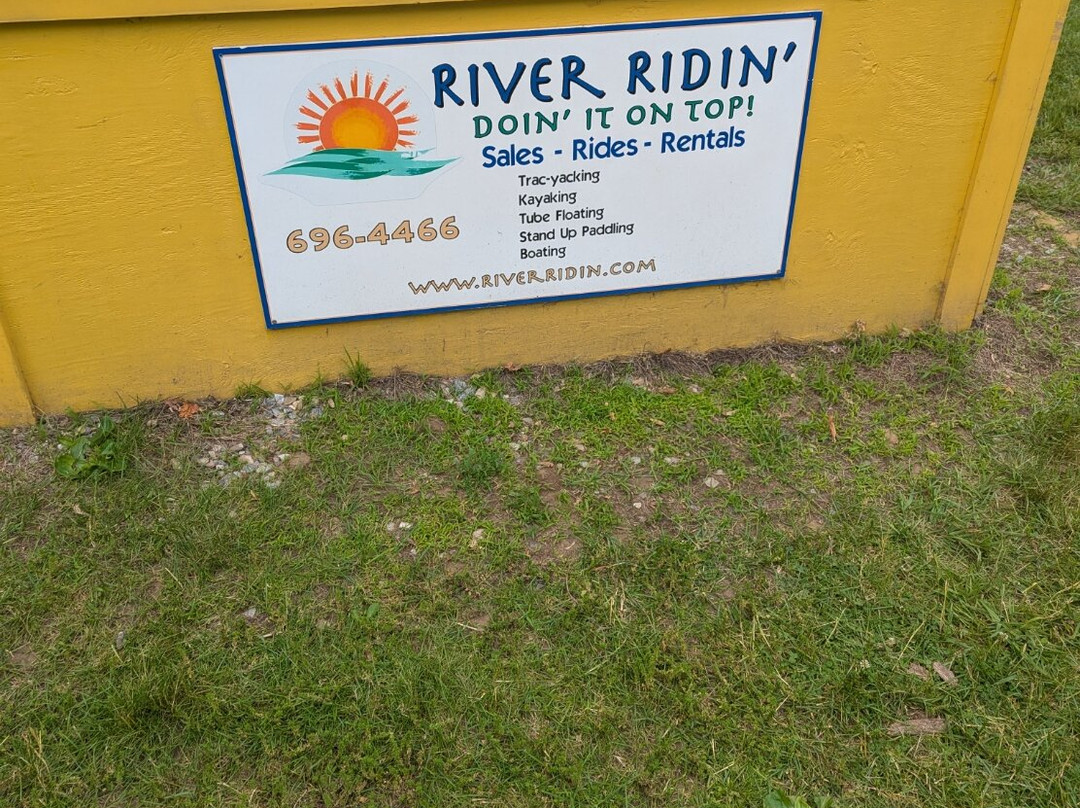 RIVER RIDIN'
DOIN' IT ON TOP!
Sales - Rides - Rentals
Trac-yacking
Kayaking
Tube Floating
Stand Up Paddling
Boating
696-4466
WWW.RIVERRIDIN.COM